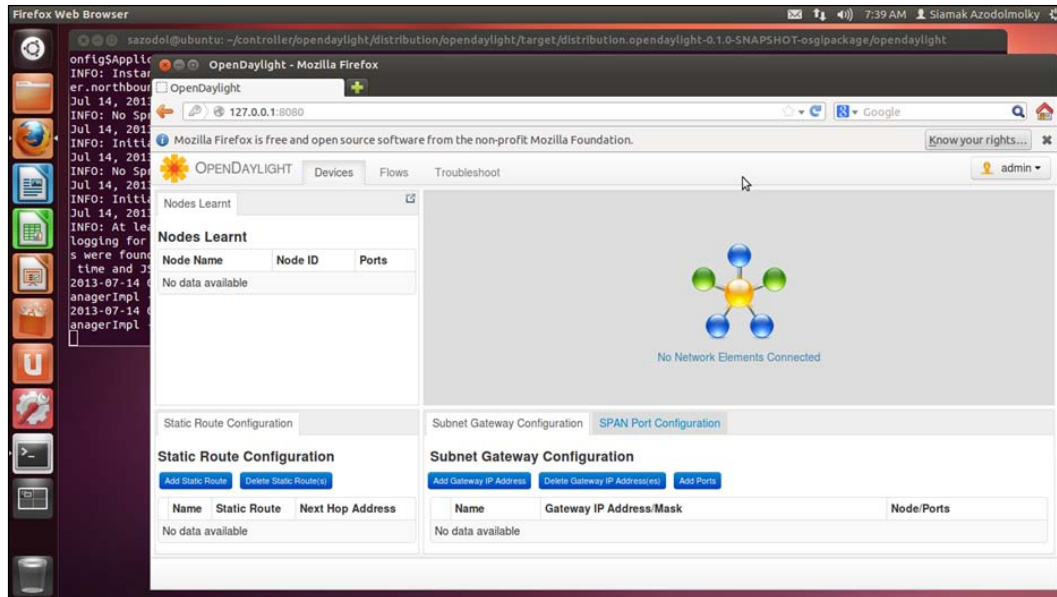 Firefox Web Browser
7:39 AM Siamak Azodolmolky
sazodol@ubuntu: ~/controller/opendaylight/distribution/opendaylight/target/distribution.opendaylight-0.1.0-SNAPSHOT-osgipackage/opendaylight
onfig$Applic
INFO: Instan
er.northbour
Jul 14, 2013
INFO: No Spr
Jul 14, 2013
INFO: Initia
Jul 14, 2013
INFO: No Spr
Jul 14, 2013
INFO: Initia
Jul 14, 2013
INFO: At lea
logging for
s were found
time and JS
2013-07-14
anagerImpl
2013-07-14
anagerImpl
OpenDaylight - Mozilla Firefox
OpenDaylight
127.0.0.1:8080
Google
Mozilla Firefox is free and open source software from the non-profit Mozilla Foundation.
Know your rights...
OPENDAYLIGHT Devices Flows Troubleshoot
admin
Nodes Learnt
Nodes Learnt
Node Name Node ID Ports
No data available
No Network Elements Connected
Static Route Configuration
Static Route Configuration
Add Static Route Delete Static Route(s)
Name Static Route Next Hop Address
No data available
Subnet Gateway Configuration SPAN Port Configuration
Subnet Gateway Configuration
Add Gateway IP Address Delete Gateway IP Address(es) Add Ports
Name Gateway IP Address/Mask Node/Ports
No data available